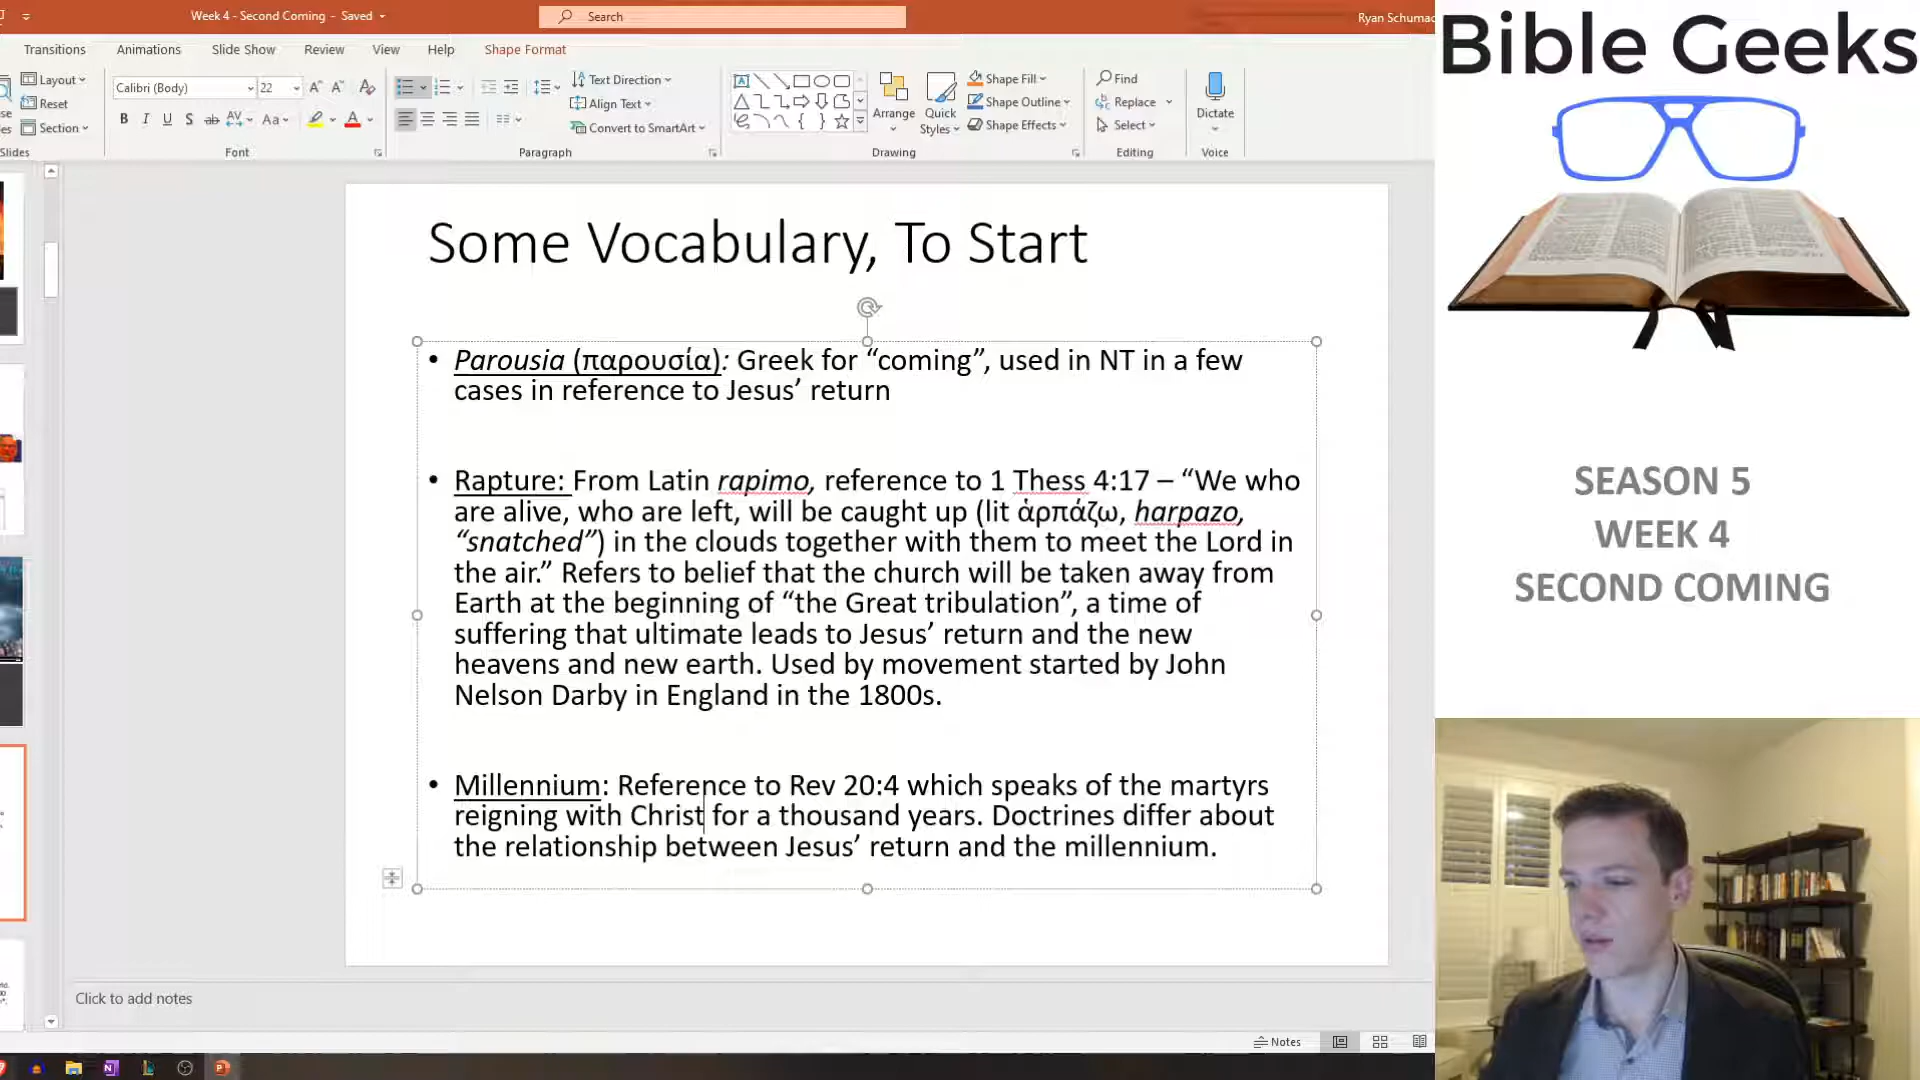 Week 4 - Second Coming - Saved
Search
Ryan Schumac
Transitions Animations Slide Show Review View Help Shape Format
Layout
Reset
Section
Slides
Calibri (Body) 22
Font
Text Direction
Align Text
Convert to SmartArt
Paragraph
Arrange
Quick Styles
Shape Fill
Shape Outline
Shape Effects
Drawing
Find
Replace
Select
Editing
Dictate
Voice
Bible Geeks
SEASON 5
WEEK 4
SECOND COMING
Some Vocabulary, To Start
• Parousia (παρουσία): Greek for “coming”, used in NT in a few
cases in reference to Jesus’ return
• Rapture: From Latin rapimo, reference to 1 Thess 4:17 – “We who
are alive, who are left, will be caught up (lit ἁρπάζω, harpazo,
“snatched”) in the clouds together with them to meet the Lord in
the air.” Refers to belief that the church will be taken away from
Earth at the beginning of “the Great tribulation”, a time of
suffering that ultimate leads to Jesus’ return and the new
heavens and new earth. Used by movement started by John
Nelson Darby in England in the 1800s.
• Millennium: Reference to Rev 20:4 which speaks of the martyrs
reigning with Christ for a thousand years. Doctrines differ about
the relationship between Jesus’ return and the millennium.
Click to add notes
Notes